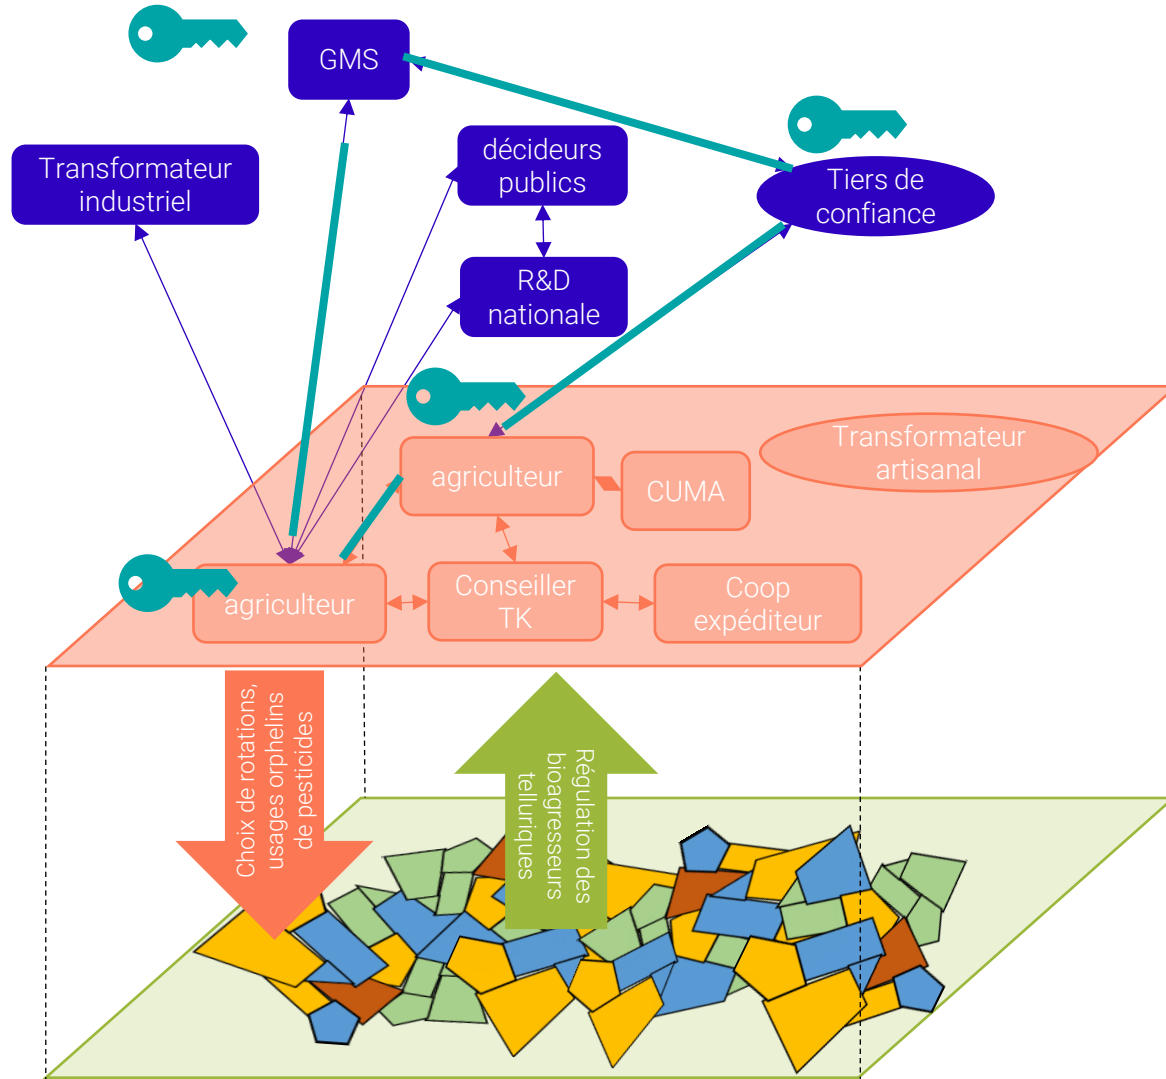 GMS
Transformateur
industriel
décideurs
publics
Tiers de
confiance
R&D
nationale
Transformateur
artisanal
agriculteur
CUMA
agriculteur
Conseiller
TK
Coop
expéditeur
Choix de rotations,
usages orphelins
de pesticides
Régulation des
bioagresseurs
telluriques